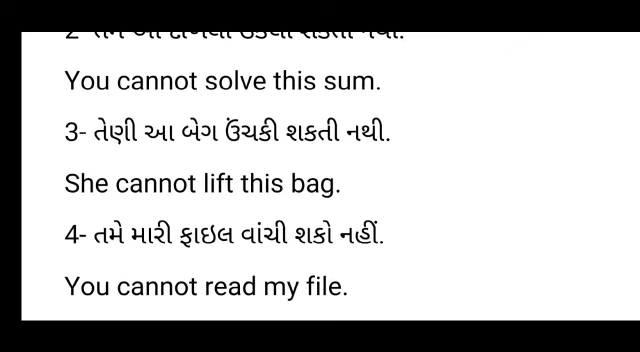 You cannot solve this sum.
3- તેણી આ બેગ ઉંચકી શકતી નથી.
She cannot lift this bag.
4- તમે મારી ફાઇલ વાંચી શકો નહીં.
You cannot read my file.